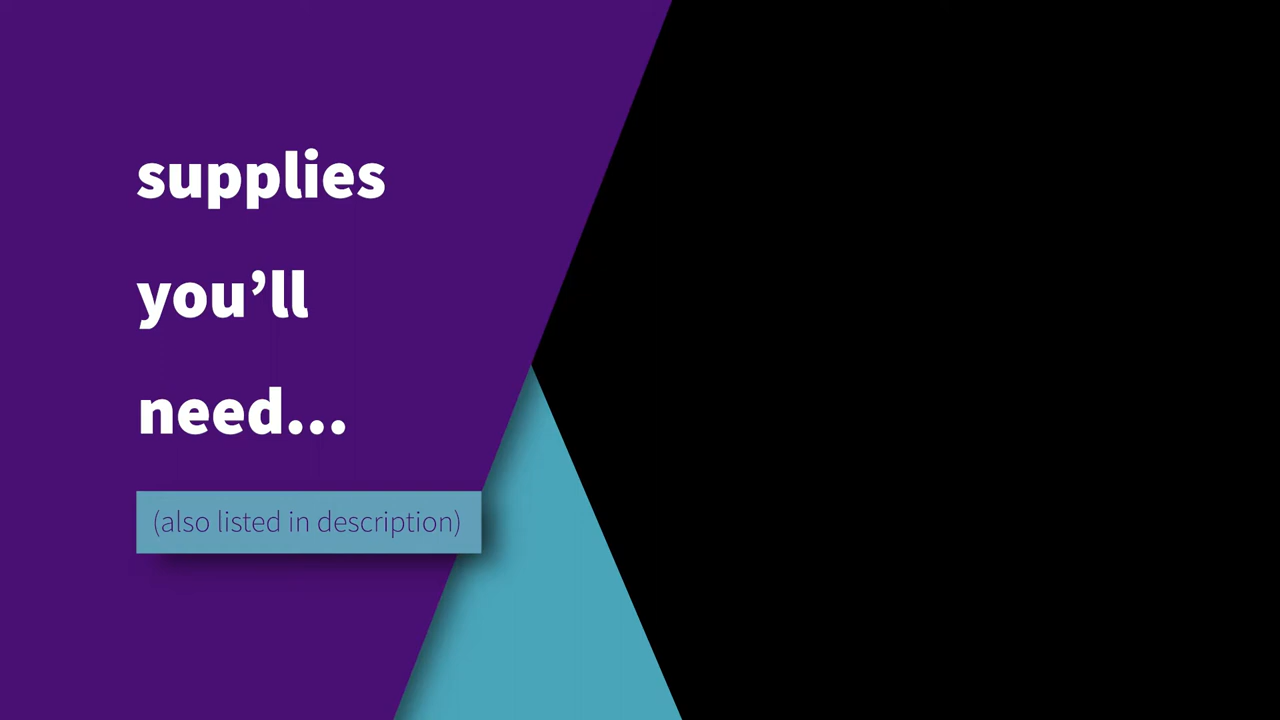 supplies
you’ll
need...
(also listed in description)